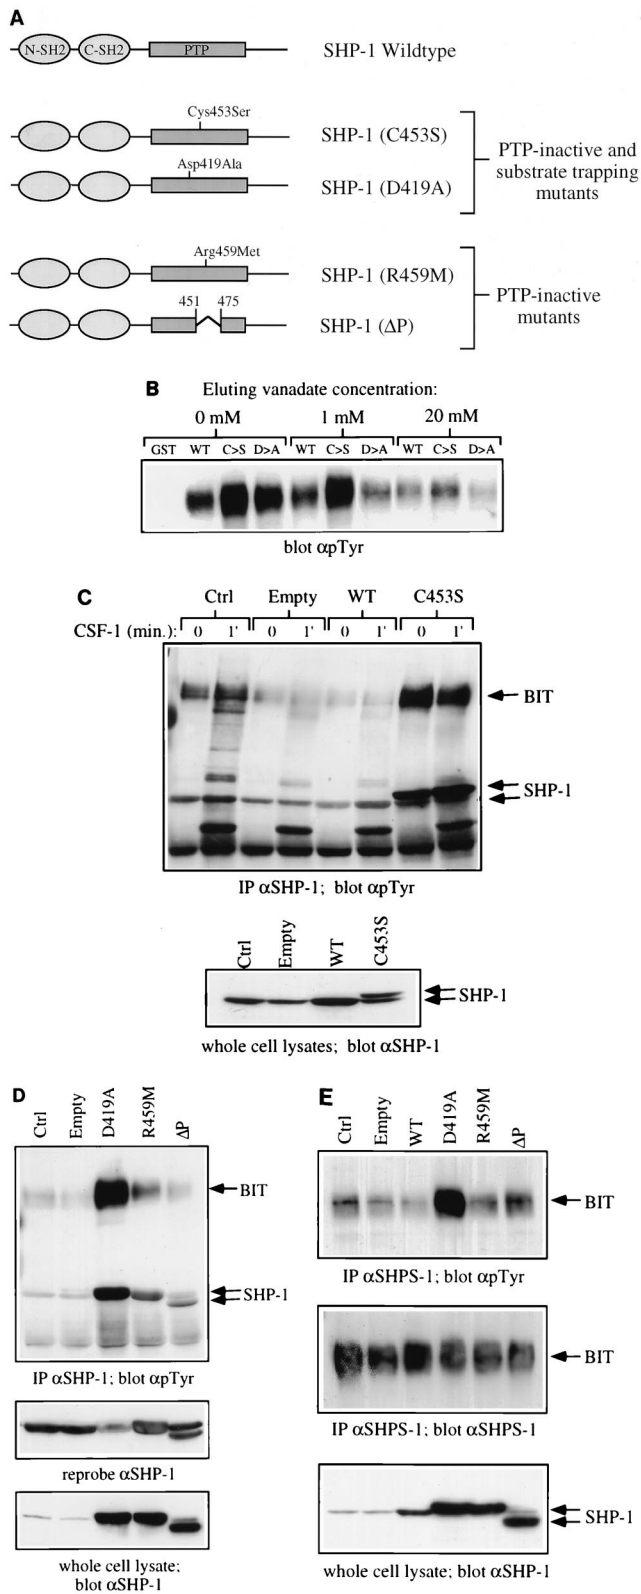 A
N-SH2 C-SH2 PTP SHP-1 Wildtype
Cys453Ser
SHP-1 (C453S)
Asp419Ala
SHP-1 (D419A)
PTP-inactive and
substrate trapping
mutants
Arg459Met
SHP-1 (R459M)
451 475
SHP-1 (ΔP)
PTP-inactive
mutants
B Eluting vanadate concentration:
0 mM 1 mM 20 mM
GST WT C>S D>A WT C>S D>A WT C>S D>A
blot αpTyr
C
Ctrl Empty WT C453S
CSF-1 (min.): 0 1' 0 1' 0 1' 0 1'
BIT
SHP-1
IP αSHP-1; blot αpTyr
Ctrl Empty WT C453S
SHP-1
whole cell lysates; blot αSHP-1
D
Ctrl Empty D419A R459M ΔP
BIT
SHP-1
IP αSHP-1; blot αpTyr
reprobe αSHP-1
whole cell lysate;
blot αSHP-1
E
Ctrl Empty WT D419A R459M ΔP
BIT
IP αSHPS-1; blot αpTyr
BIT
IP αSHPS-1; blot αSHPS-1
SHP-1
whole cell lysate; blot αSHP-1